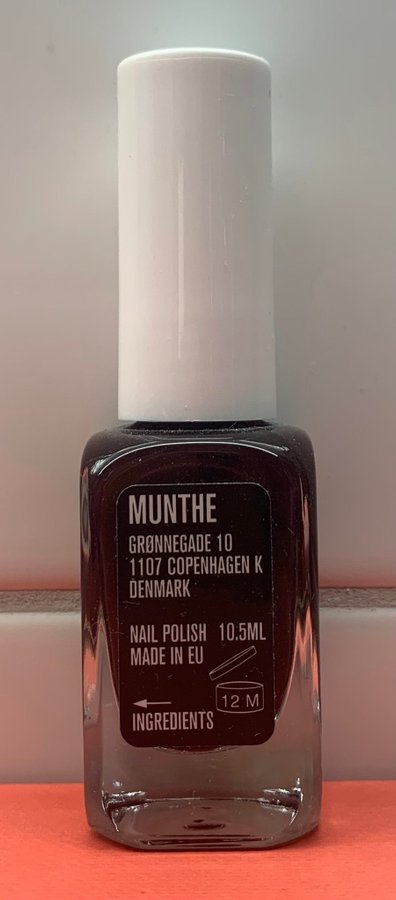 MUNTHE
GRØNNEGADE 10
1107 COPENHAGEN K
DENMARK
NAIL POLISH 10.5ML
MADE IN EU
12 M
INGREDIENTS